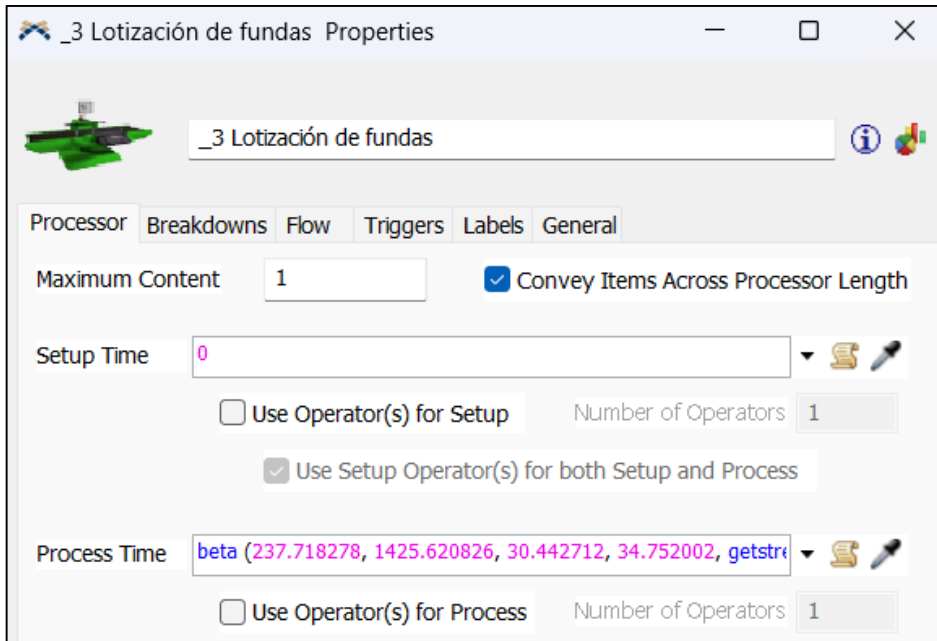 _3 Lotización de fundas Properties
_3 Lotización de fundas
Processor Breakdowns Flow Triggers Labels General
Maximum Content 1 Convey Items Across Processor Length
Setup Time 0
Use Operator(s) for Setup Number of Operators 1
Use Setup Operator(s) for both Setup and Process
Process Time beta (237.718278, 1425.620826, 30.442712, 34.752002, getstre
Use Operator(s) for Process Number of Operators 1